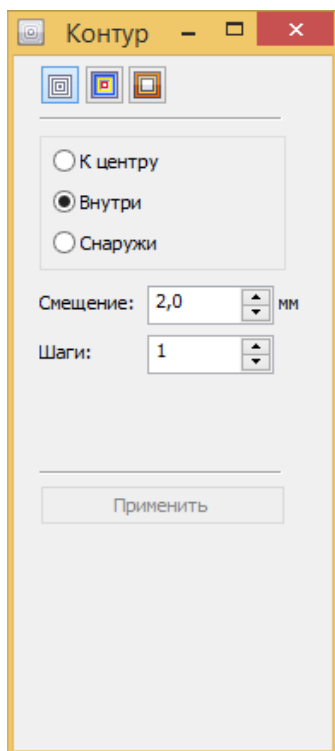 Контур
К центру
Внутри
Снаружи
Смещение: 2,0 мм
Шаги: 1
Применить